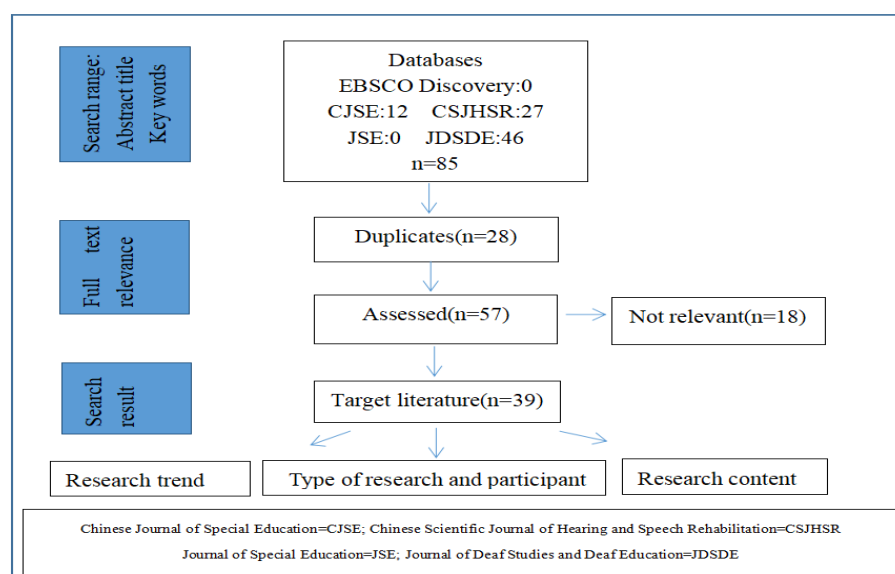 Search range:
Abstract title
Key words
Databases
EBSCO Discovery:0
CJSE:12 CSJHSR:27
JSE:0 JDSDE:46
n=85
Full text
relevance
Duplicates(n=28)
Assessed(n=57)
Not relevant(n=18)
Search
result
Target literature(n=39)
Research trend
Type of research and participant
Research content
Chinese Journal of Special Education=CJSE; Chinese Scientific Journal of Hearing and Speech Rehabilitation=CSJHSR
Journal of Special Education=JSE; Journal of Deaf Studies and Deaf Education=JDSDE